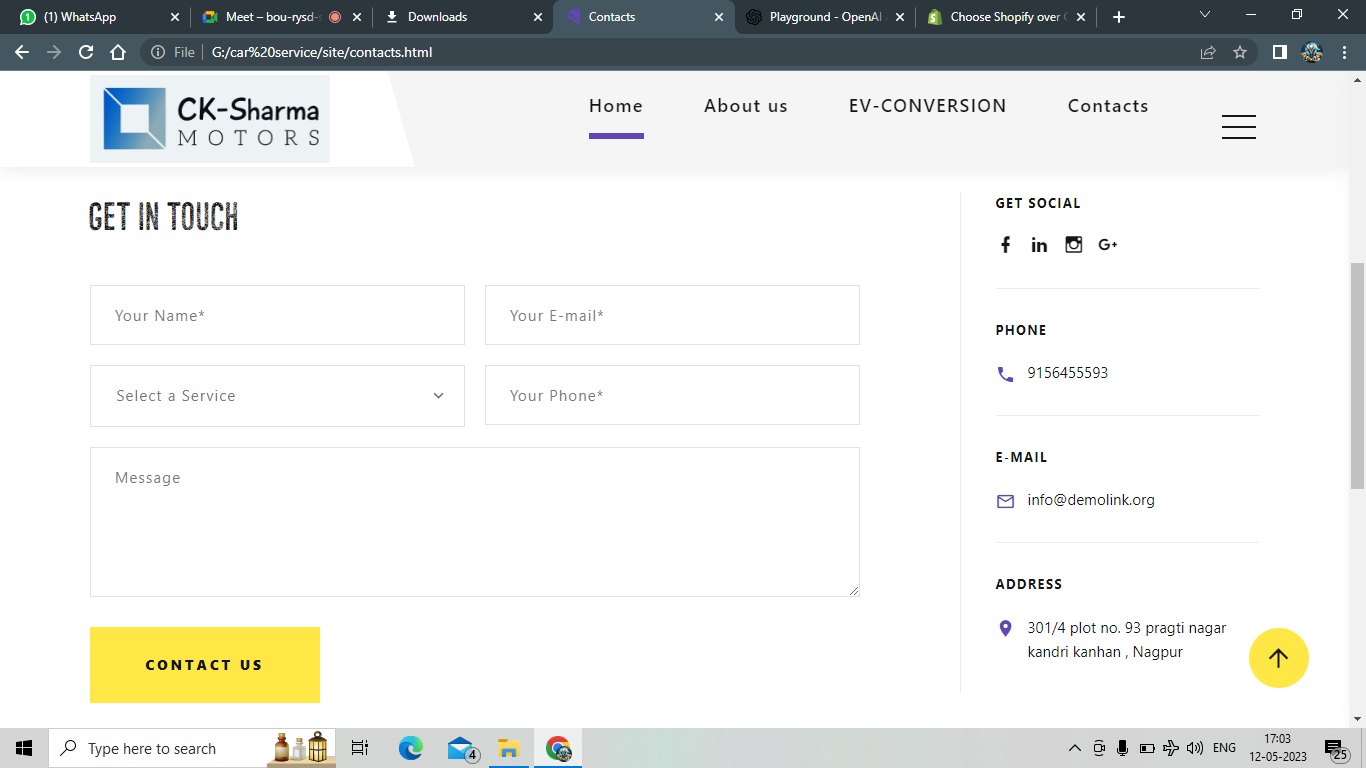 (1) WhatsApp
Meet – bou-rysd-
Downloads
Contacts
Playground - OpenAI
Choose Shopify over
File
G:/car%20service/site/contacts.html
CK-Sharma
MOTORS
Home
About us
EV-CONVERSION
Contacts
GET IN TOUCH
Your Name*
Your E-mail*
Select a Service
Your Phone*
Message
CONTACT US
GET SOCIAL
in
G+
PHONE
9156455593
E-MAIL
info@demolink.org
ADDRESS
301/4 plot no. 93 pragti nagar
kandri kanhan , Nagpur
Type here to search
4
ENG
17:03
12-05-2023
25